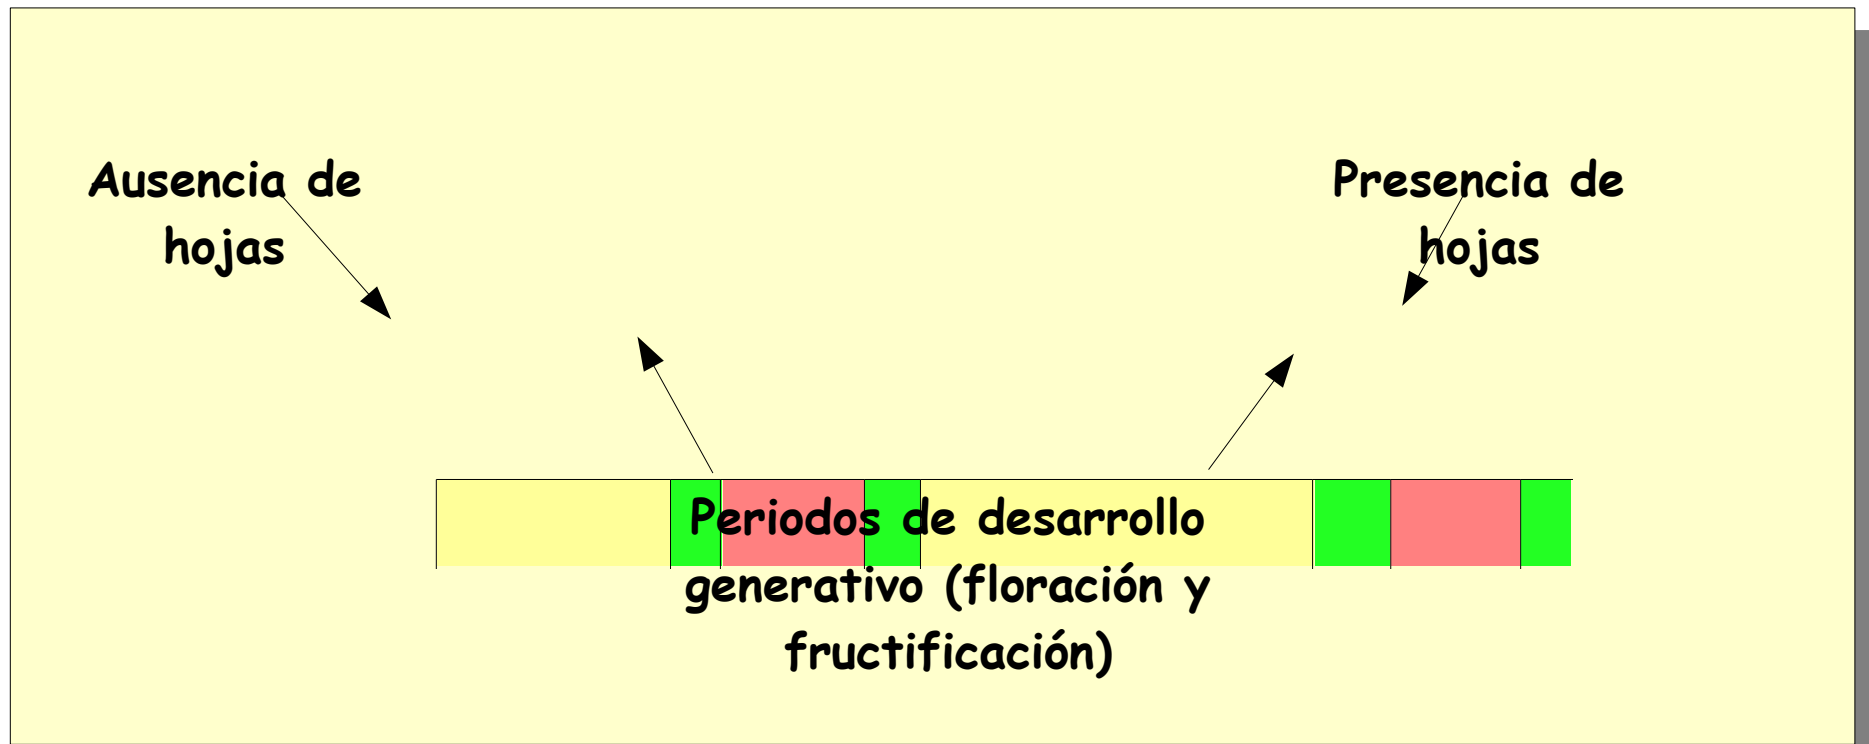 Ausencia de
hojas
Presencia de
hojas
Periodos de desarrollo
generativo (floración y
fructificación)